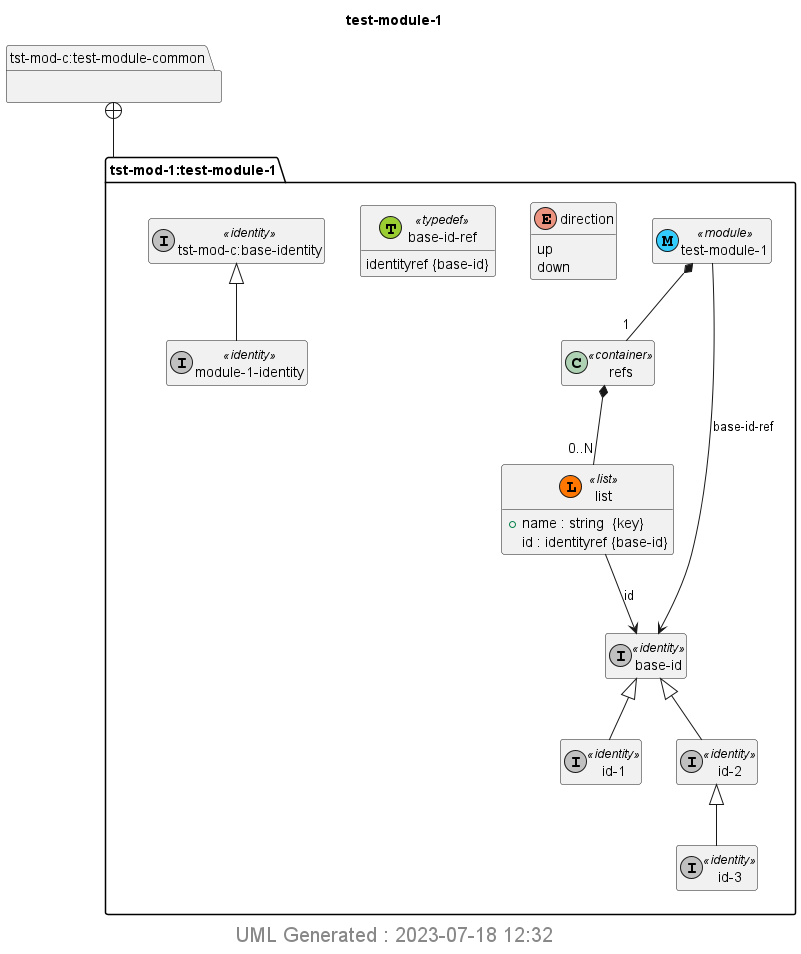 test-module-1
tst-mod-c:test-module-common
tst-mod-1:test-module-1
I
«identity»
tst-mod-c:base-identity
T
«typedef»
base-id-ref
identityref {base-id}
E
direction
up
down
M
«module»
test-module-1
1
I
«identity»
module-1-identity
C
«container»
refs
base-id-ref
0..N
L
«list»
list
name : string  {key}
id : identityref {base-id}
id
I
«identity»
base-id
I
«identity»
id-1
I
«identity»
id-2
I
«identity»
id-3
UML Generated : 2023-07-18 12:32